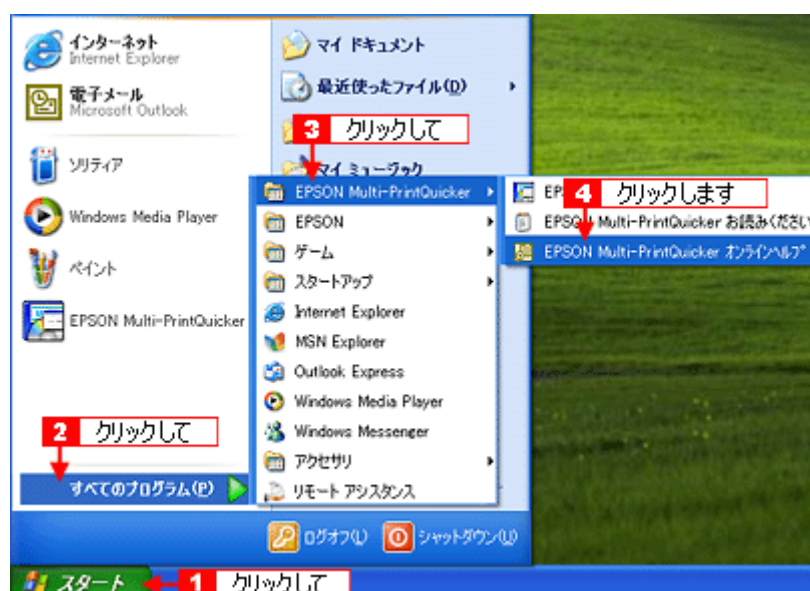 インターネット
Internet Explorer
電子メール
Microsoft Outlook
ソリティア
Windows Media Player
ペイント
EPSON Multi-PrintQuicker
2 クリックして
すべてのプログラム(P)
マイ ドキュメント
最近使ったファイル(D)
3 クリックして
マイ ミュージック
EPSON Multi-PrintQuicker
EPSON
ゲーム
スタートアップ
Internet Explorer
MSN Explorer
Outlook Express
Windows Media Player
Windows Messenger
アクセサリ
リモート アシスタンス
4 クリックします
EPSON Multi-PrintQuicker お読みください
EPSON Multi-PrintQuicker オンラインヘルプ
ログオフ(L)
シャットダウン(U)
スタート
1 クリックして